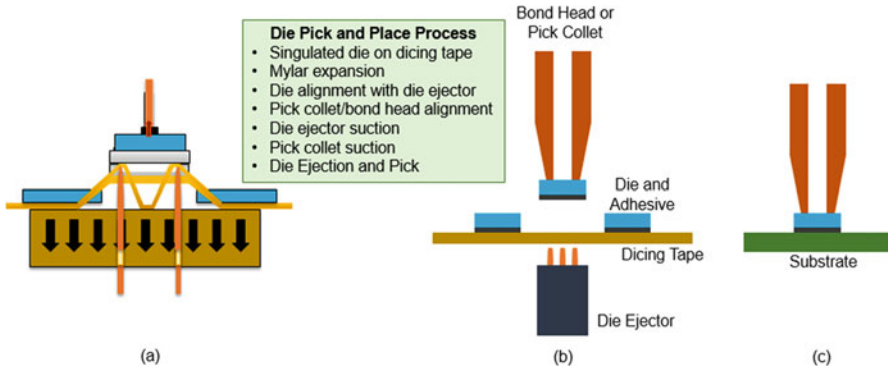 Die Pick and Place Process
• Singulated die on dicing tape
• Mylar expansion
• Die alignment with die ejector
• Pick collet/bond head alignment
• Die ejector suction
• Pick collet suction
• Die Ejection and Pick
Bond Head or
Pick Collet
Die and
Adhesive
Dicing Tape
Die Ejector
Substrate
(a)
(b)
(c)